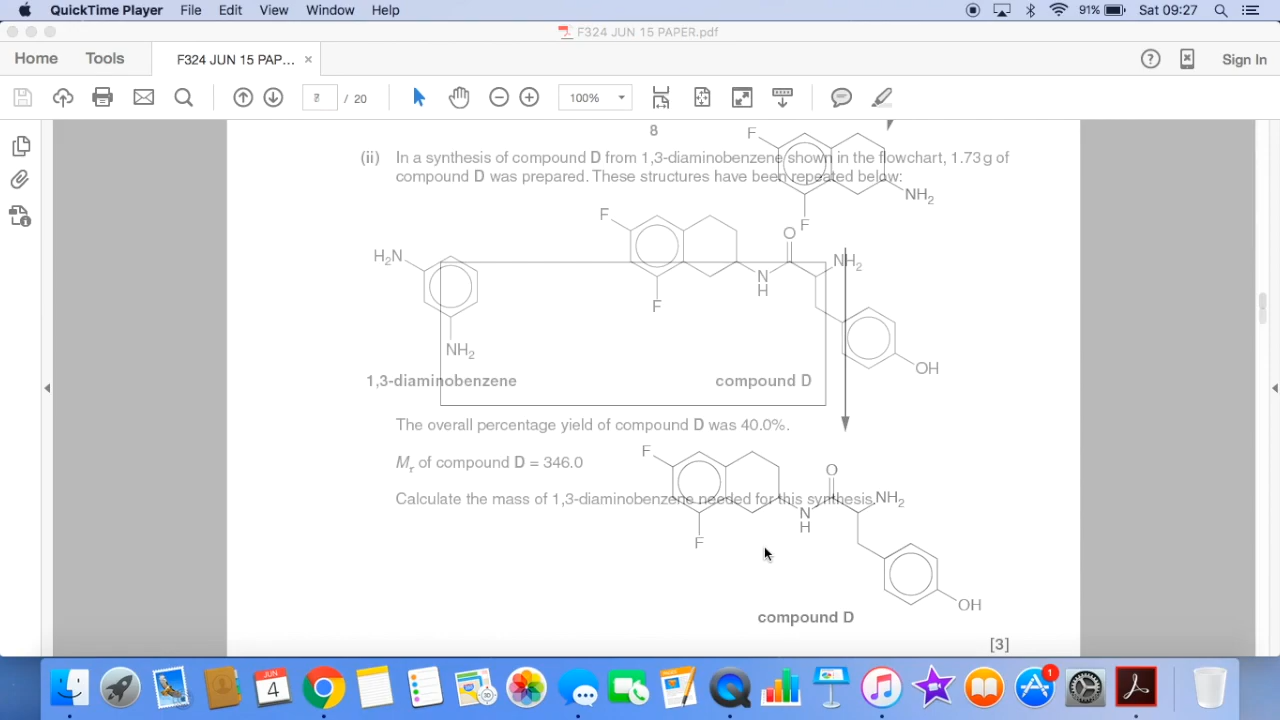 QuickTime Player File Edit View Window Help 91% Sat 09:27
F324 JUN 15 PAPER.pdf
Home Tools F324 JUN 15 PAP... × ? Sign In
/ 20 100%
8
(ii) In a synthesis of compound D from 1,3-diaminobenzene shown in the flowchart, 1.73 g of
compound D was prepared. These structures have been repeated below:
F
NH2
F
F
O
H2N
NH2
N
H
F
NH2
OH
1,3-diaminobenzene compound D
The overall percentage yield of compound D was 40.0%.
F
Mr of compound D = 346.0
O
Calculate the mass of 1,3-diaminobenzene needed for this synthesis.
NH2
N
H
F
OH
compound D
[3]
JUN
4
30
1